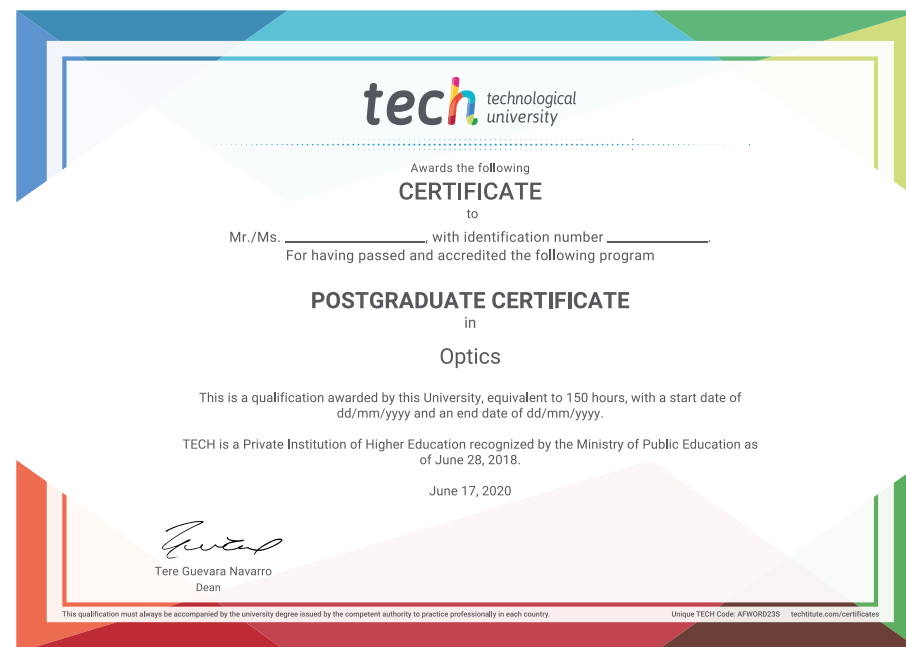 tech technological
university
Awards the following
CERTIFICATE
to
Mr./Ms. ____________________, with identification number ______________.
For having passed and accredited the following program
POSTGRADUATE CERTIFICATE
in
Optics
This is a qualification awarded by this University, equivalent to 150 hours, with a start date of
dd/mm/yyyy and an end date of dd/mm/yyyy.
TECH is a Private Institution of Higher Education recognized by the Ministry of Public Education as
of June 28, 2018.
June 17, 2020
Tere Guevara Navarro
Dean
This qualification must always be accompanied by the university degree issued by the competent authority to practice professionally in each country.
Unique TECH Code: AFWORD23S techtitute.com/certificates